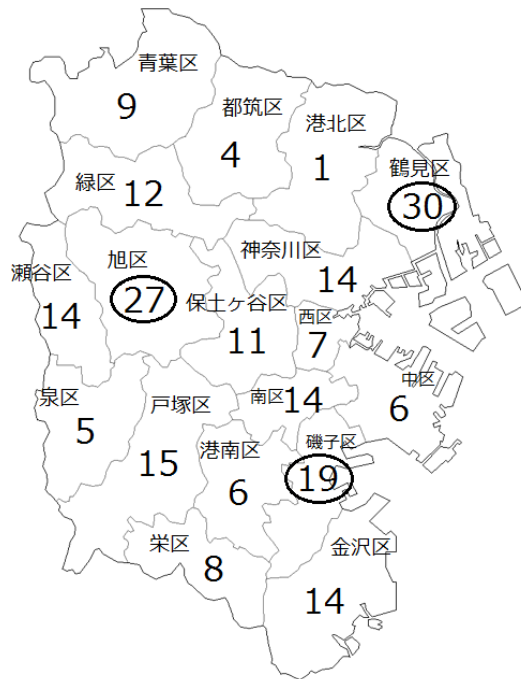 青葉区
9
都筑区
4
港北区
1
鶴見区
30
緑区
12
神奈川区
14
旭区
27
瀬谷区
14
保土ヶ谷区
11
西区
7
中区
6
泉区
5
戸塚区
15
南区
14
港南区
6
磯子区
19
栄区
8
金沢区
14